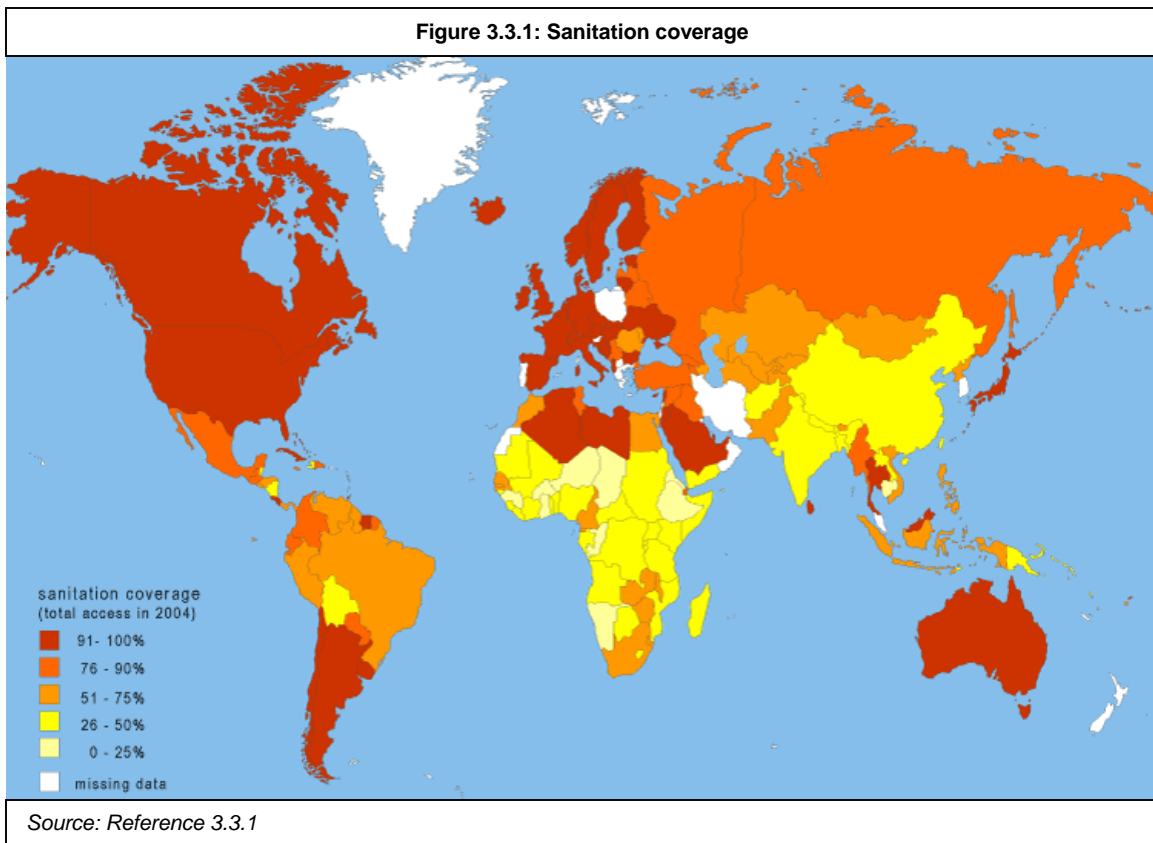 Figure 3.3.1: Sanitation coverage
sanitation coverage
(total access in 2004)
91- 100%
76 - 90%
51 - 75%
26 - 50%
0 - 25%
missing data
Source: Reference 3.3.1